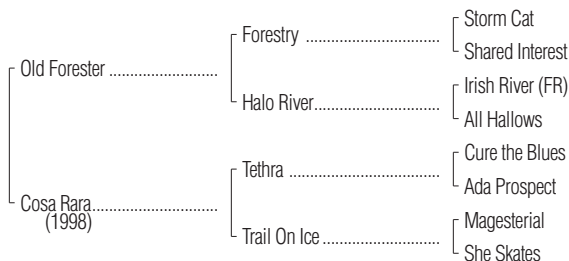 Storm Cat
Forestry ........................................
Shared Interest
Old Forester ................................
Irish River (FR)
Halo River.....................................
All Hallows
Cure the Blues
Tethra .............................................
Ada Prospect
Cosa Rara.....................................
(1998)
Magesterial
Trail On Ice ...................................
She Skates